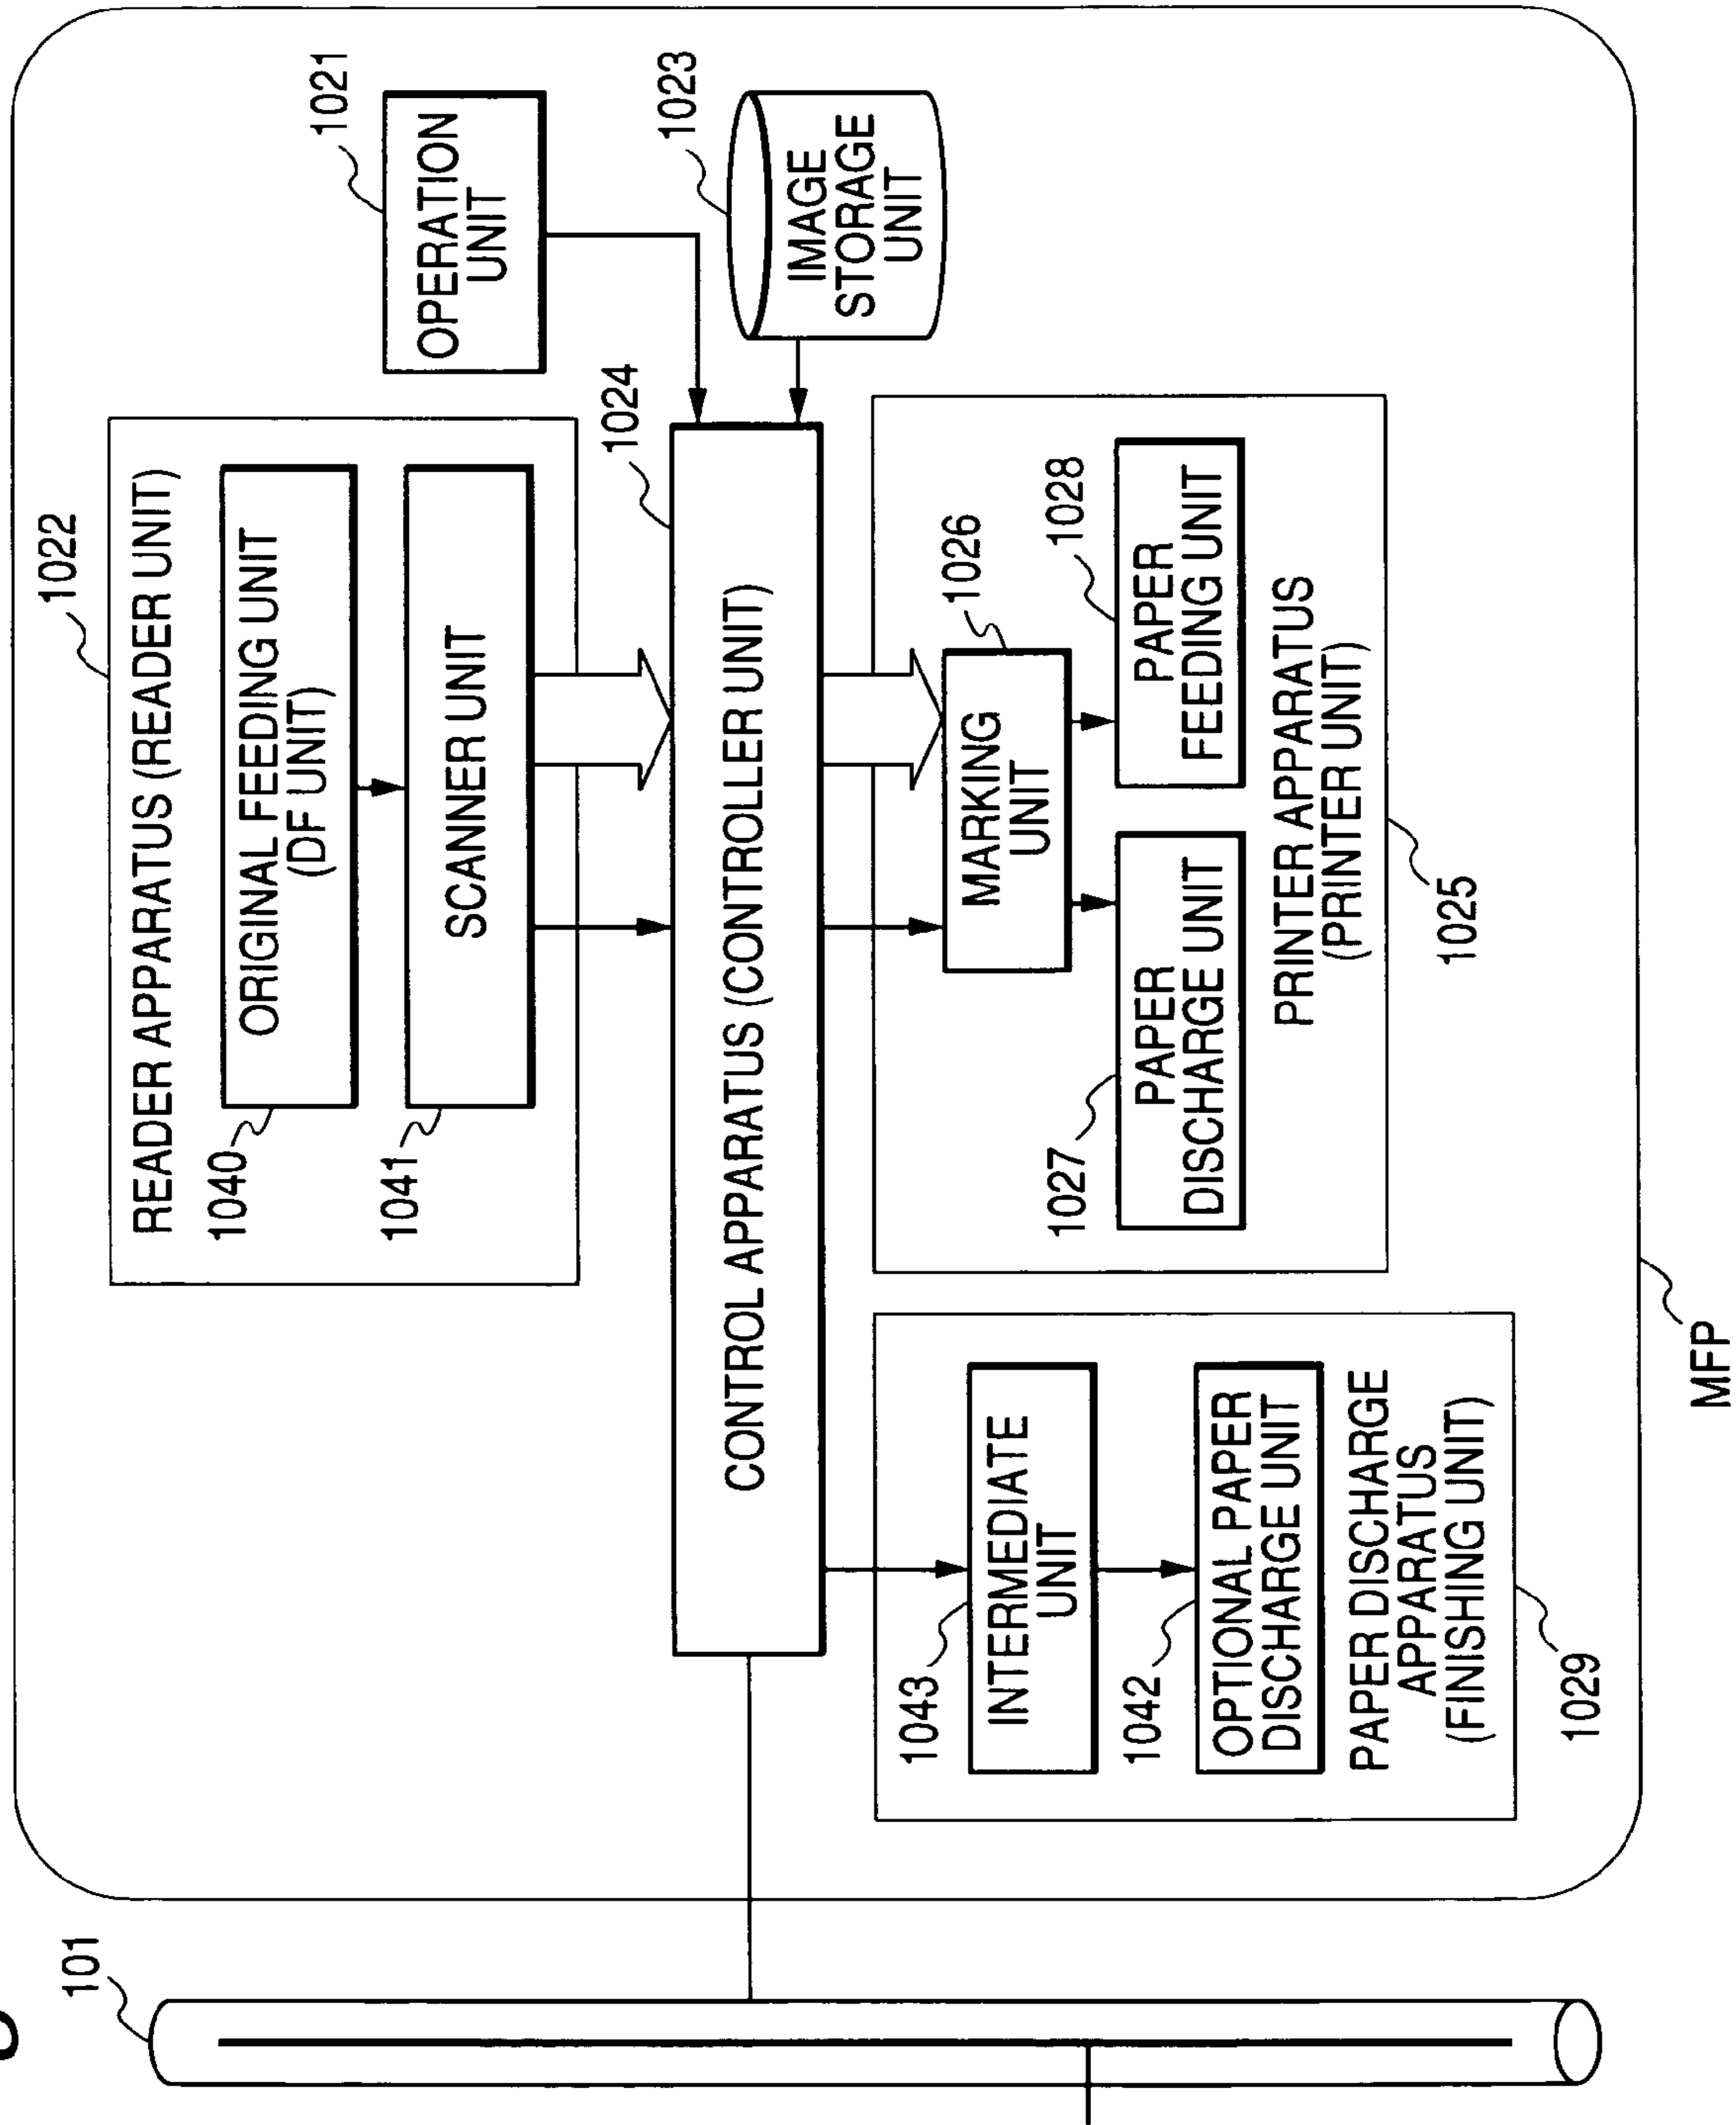 101
1022
READER APPARATUS (READER UNIT)
1040
ORIGINAL FEEDING UNIT
(DF UNIT)
1041
SCANNER UNIT
1021
OPERATION
UNIT
1023
IMAGE
STORAGE
UNIT
1024
CONTROL APPARATUS (CONTROLLER UNIT)
1043
INTERMEDIATE
UNIT
1042
OPTIONAL PAPER
DISCHARGE UNIT
PAPER DISCHARGE
APPARATUS
(FINISHING UNIT)
1029
1026
MARKING
UNIT
1027
PAPER
DISCHARGE UNIT
1028
PAPER
FEEDING UNIT
PRINTER APPARATUS
(PRINTER UNIT)
1025
MFP